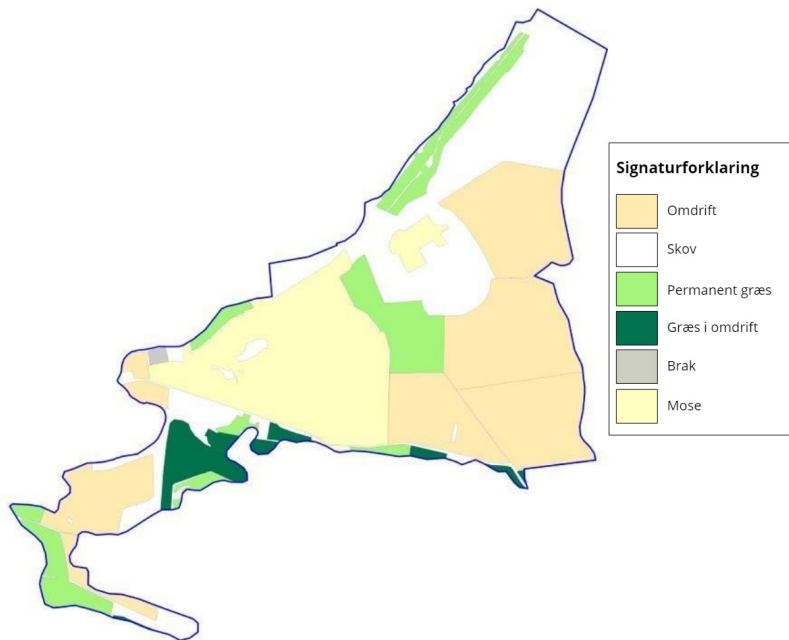 Signaturforklaring
Omdrift
Skov
Permanent græs
Græs i omdrift
Brak
Mose